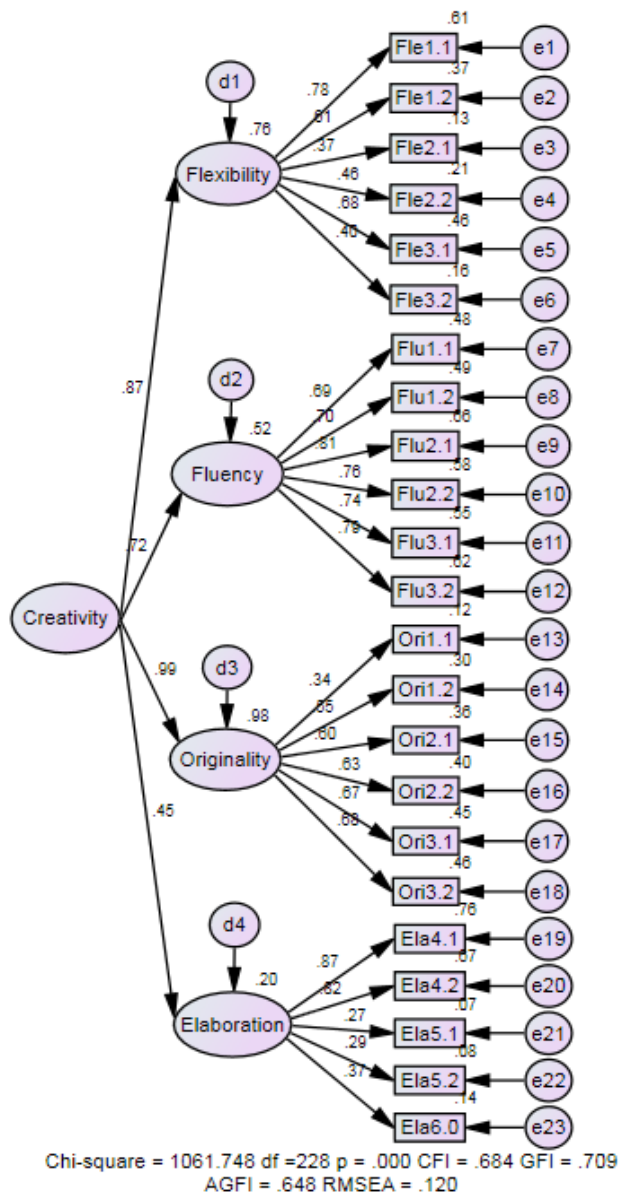 .61
Fle1.1
e1
.37
d1
.78
Fle1.2
e2
.76
.61
.13
.37
Fle2.1
e3
Flexibility
.46
.21
Fle2.2
e4
.68
.46
Fle3.1
e5
.16
Fle3.2
e6
.48
Flu1.1
e7
.87
d2
.69
.49
Flu1.2
e8
.52
.70
.66
.81
Flu2.1
e9
Fluency
.76
.58
Flu2.2
e10
.74
.55
.72
.79
Flu3.1
e11
.62
Flu3.2
e12
.12
Creativity
Ori1.1
e13
.99
d3
.34
.30
Ori1.2
e14
.98
.36
.60
Ori2.1
e15
Originality
.63
.40
Ori2.2
e16
.67
.45
.45
.68
Ori3.1
e17
.46
Ori3.2
e18
.76
d4
Ela4.1
e19
.87
.67
.20
.82
Ela4.2
e20
.07
Elaboration
.27
Ela5.1
e21
.29
.08
.37
Ela5.2
e22
.14
Ela6.0
e23
Chi-square = 1061.748 df =228 p = .000 CFI = .684 GFI = .709
AGFI = .648 RMSEA = .120